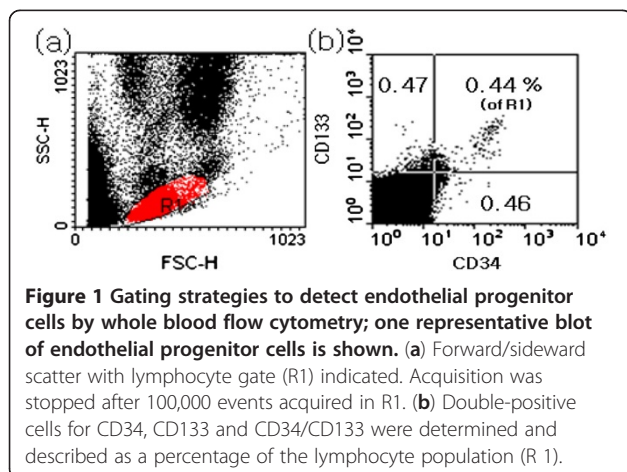 (a)
1023
SSC-H
0
R1
0
1023
FSC-H
(b)
10⁴
10³
10²
10¹
10⁰
CD133
0.47
0.44 %
(of R1)
0.46
10⁰ 10¹ 10² 10³ 10⁴
CD34
Figure 1 Gating strategies to detect endothelial progenitor
cells by whole blood flow cytometry; one representative blot
of endothelial progenitor cells is shown. (a) Forward/sideward
scatter with lymphocyte gate (R1) indicated. Acquisition was
stopped after 100,000 events acquired in R1. (b) Double-positive
cells for CD34, CD133 and CD34/CD133 were determined and
described as a percentage of the lymphocyte population (R 1).